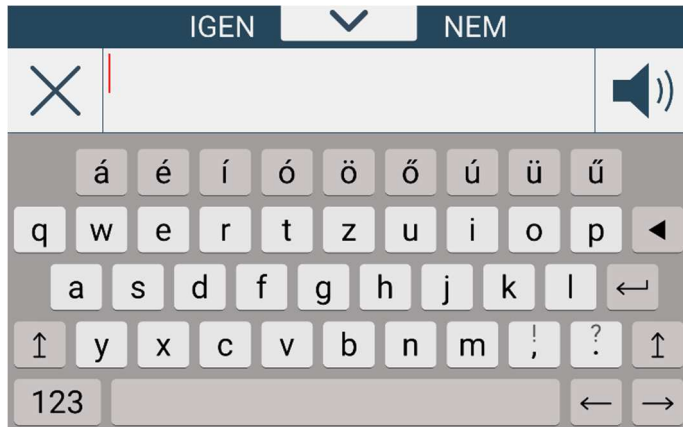 IGEN NEM
á é í ó ö ő ú ü ű
q w e r t z u i o p
a s d f g h j k l
y x c v b n m ! , ? .
123